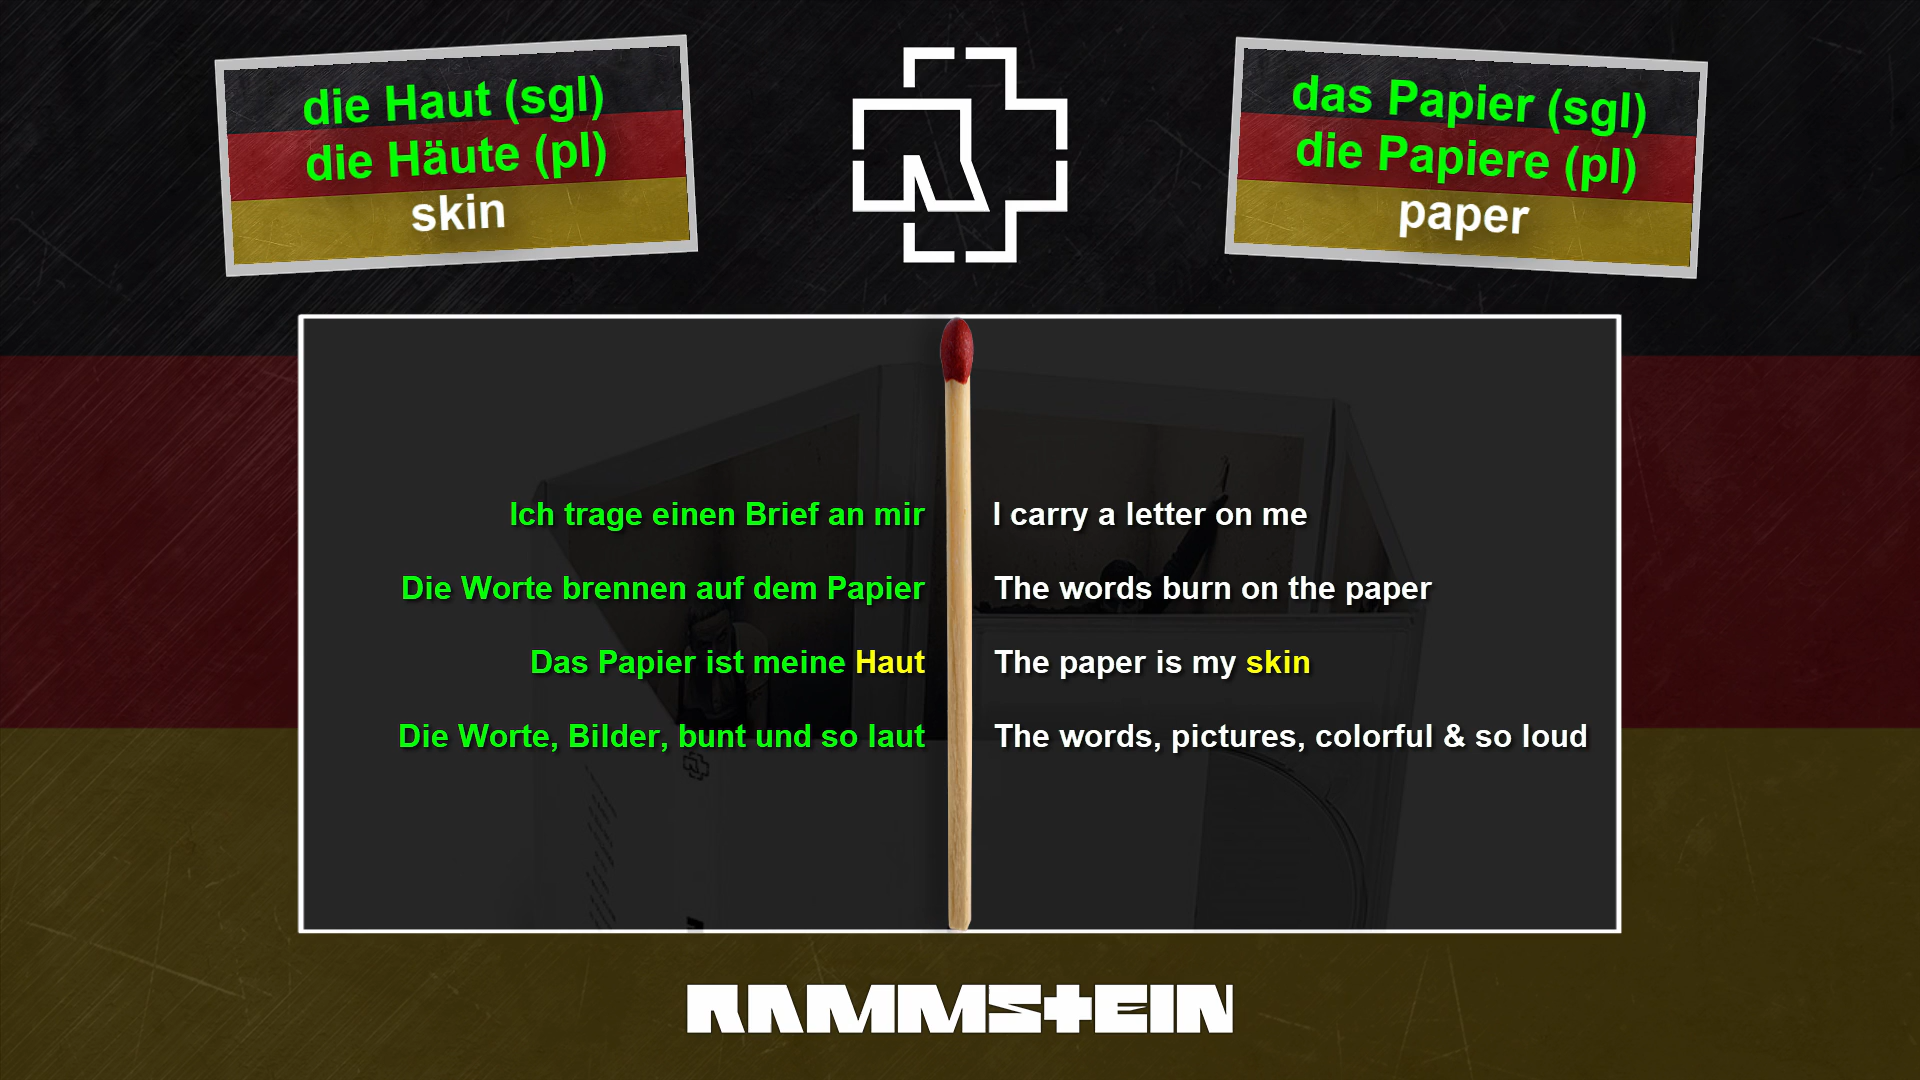 die Haut (sgl)
die Häute (pl)
skin
das Papier (sgl)
die Papiere (pl)
paper
Ich trage einen Brief an mir
I carry a letter on me
Die Worte brennen auf dem Papier
The words burn on the paper
Das Papier ist meine Haut
The paper is my skin
Die Worte, Bilder, bunt und so laut
The words, pictures, colorful & so loud
RAMMSTEIN